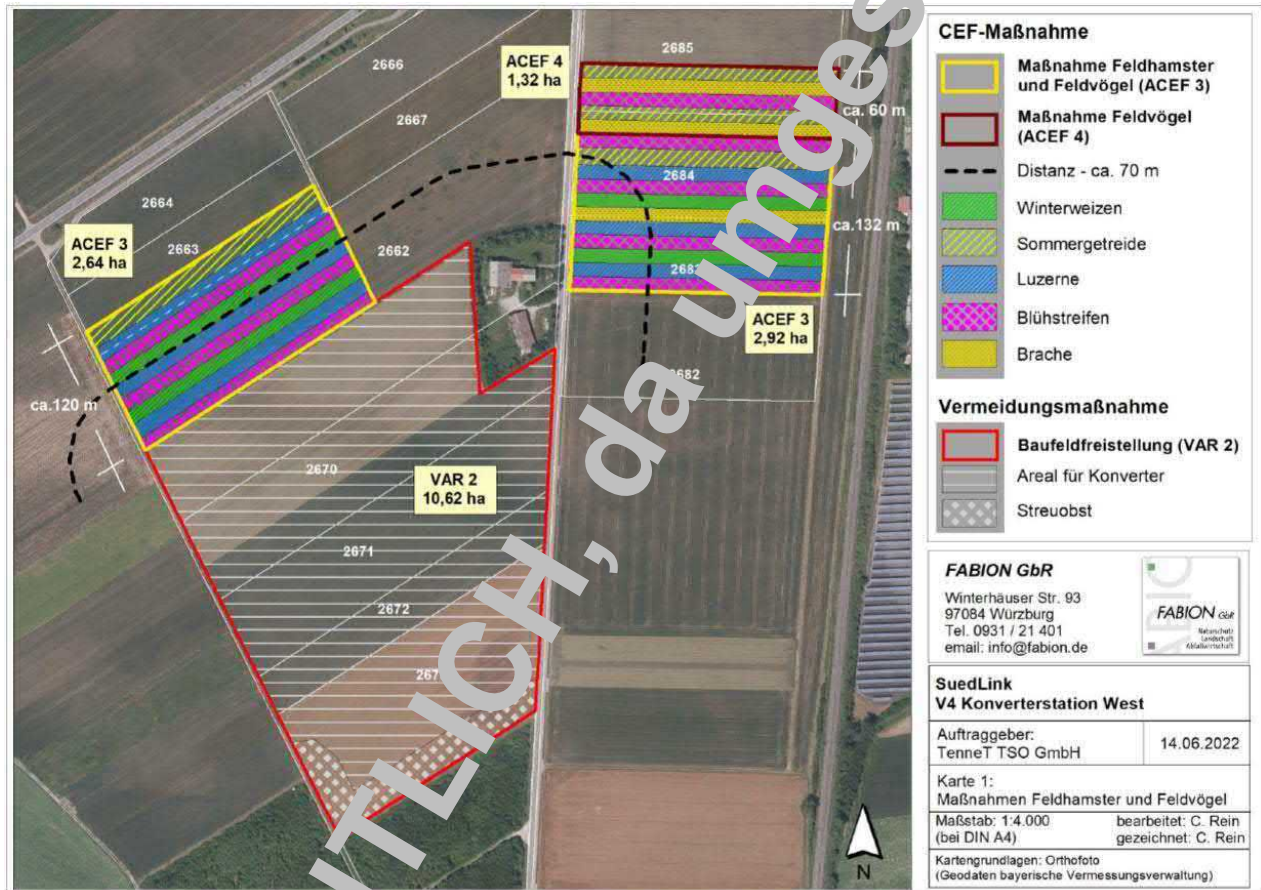 2685
2666
ACEF 4
1,32 ha
ca. 60 m
2667
2684
2664
ACEF 3
2,64 ha
2663
2662
ca.132 m
ACEF 3
2,92 ha
2682
ca.120 m
2670
VAR 2
10,62 ha
2671
2672
N
TLICH, da umges
CEF-Maßnahme
Maßnahme Feldhamster
und Feldvögel (ACEF 3)
Maßnahme Feldvögel
(ACEF 4)
Distanz - ca. 70 m
Winterweizen
Sommergetreide
Luzerne
Blühstreifen
Brache
Vermeidungsmaßnahme
Baufeldfreistellung (VAR 2)
Areal für Konverter
Streuobst
FABION GbR
Winterhäuser Str. 93
97084 Würzburg
Tel. 0931 / 21 401
email: info@fabion.de
FABION GbR
Naturschutz
Landschaft
Abfallwirtschaft
SuedLink
V4 Konverterstation West
Auftraggeber:
TenneT TSO GmbH
14.06.2022
Karte 1:
Maßnahmen Feldhamster und Feldvögel
Maßstab: 1:4.000 bearbeitet: C. Rein
(bei DIN A4) gezeichnet: C. Rein
Kartengrundlagen: Orthofoto
(Geodaten bayerische Vermessungsverwaltung)